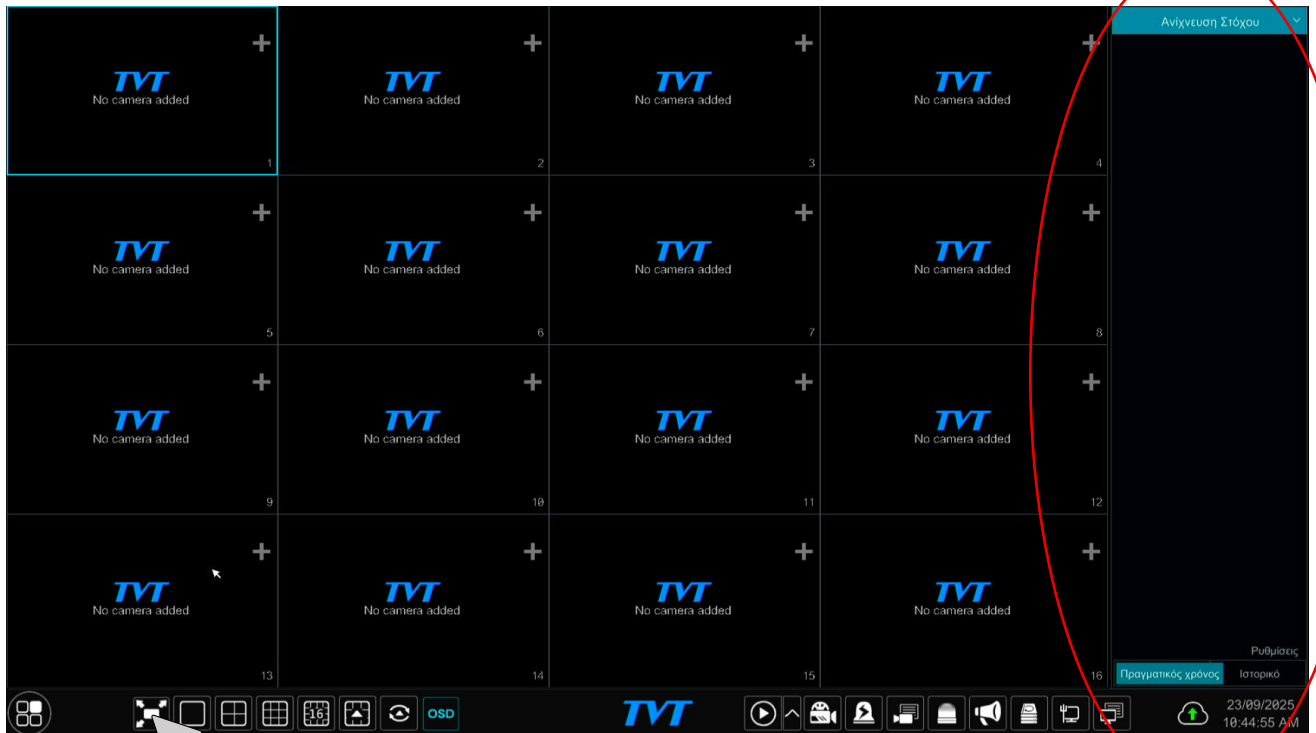 Ανίχνευση Στόχου
TVT TVT TVT TVT
No camera added No camera added No camera added No camera added
1 2 3 4
TVT TVT TVT TVT
No camera added No camera added No camera added No camera added
5 6 7 8
TVT TVT TVT TVT
No camera added No camera added No camera added No camera added
9 10 11 12
TVT TVT TVT TVT
No camera added No camera added No camera added No camera added
Ρυθμίσεις
13 14 15 16
Πραγματικός χρόνος Ιστορικό
16 OSD TVT
23/09/2025
10:44:55 AM